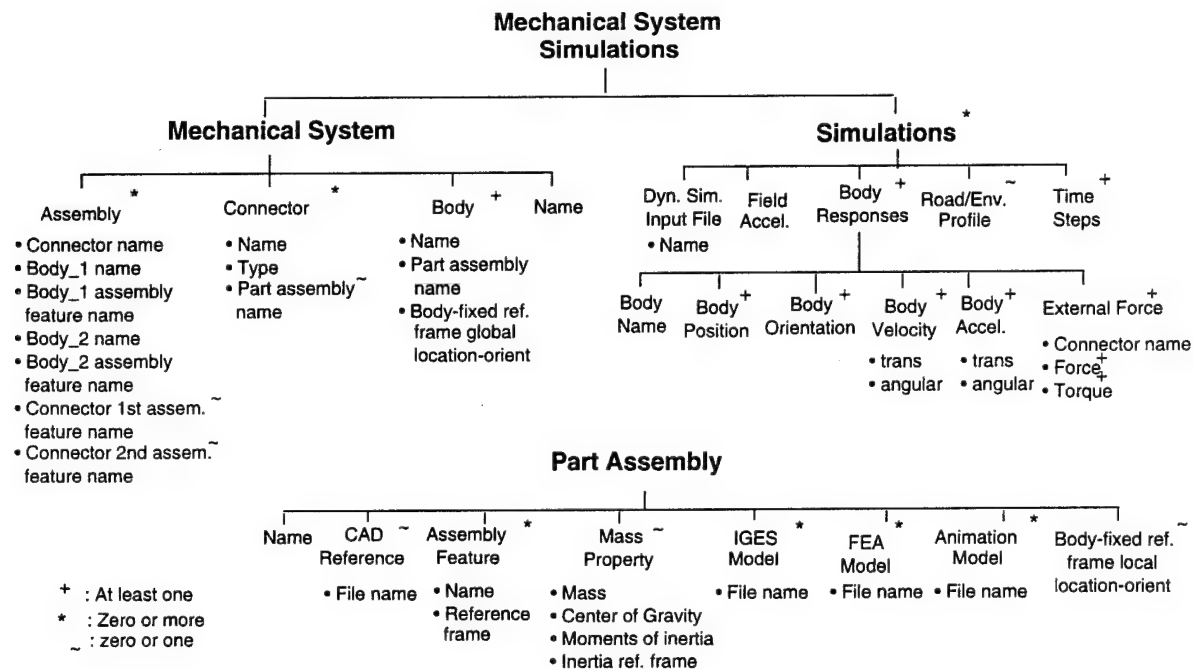 Mechanical System
Simulations
Mechanical System
Simulations *
Assembly *
• Connector name
• Body_1 name
• Body_1 assembly
feature name
• Body_2 name
• Body_2 assembly
feature name
• Connector 1st assem. ~
feature name
• Connector 2nd assem. ~
feature name
Connector *
• Name
• Type
• Part assembly ~
name
Body +
• Name
• Part assembly
name
• Body-fixed ref.
frame global
location-orient
Name
Dyn. Sim.
Input File
• Name
Field
Accel.
Body +
Responses
Road/Env. ~
Profile
Time +
Steps
Body
Name
Body +
Position
Body +
Orientation
Body +
Velocity
• trans
• angular
Body +
Accel.
• trans
• angular
External Force +
• Connector name
• Force +
• Torque +
Part Assembly
Name
CAD ~
Reference
• File name
Assembly *
Feature
• Name
• Reference
frame
Mass ~
Property
• Mass
• Center of Gravity
• Moments of inertia
• Inertia ref. frame
IGES *
Model
• File name
FEA *
Model
• File name
Animation *
Model
• File name
Body-fixed ref. ~
frame local
location-orient
+ : At least one
* : Zero or more
~ : zero or one